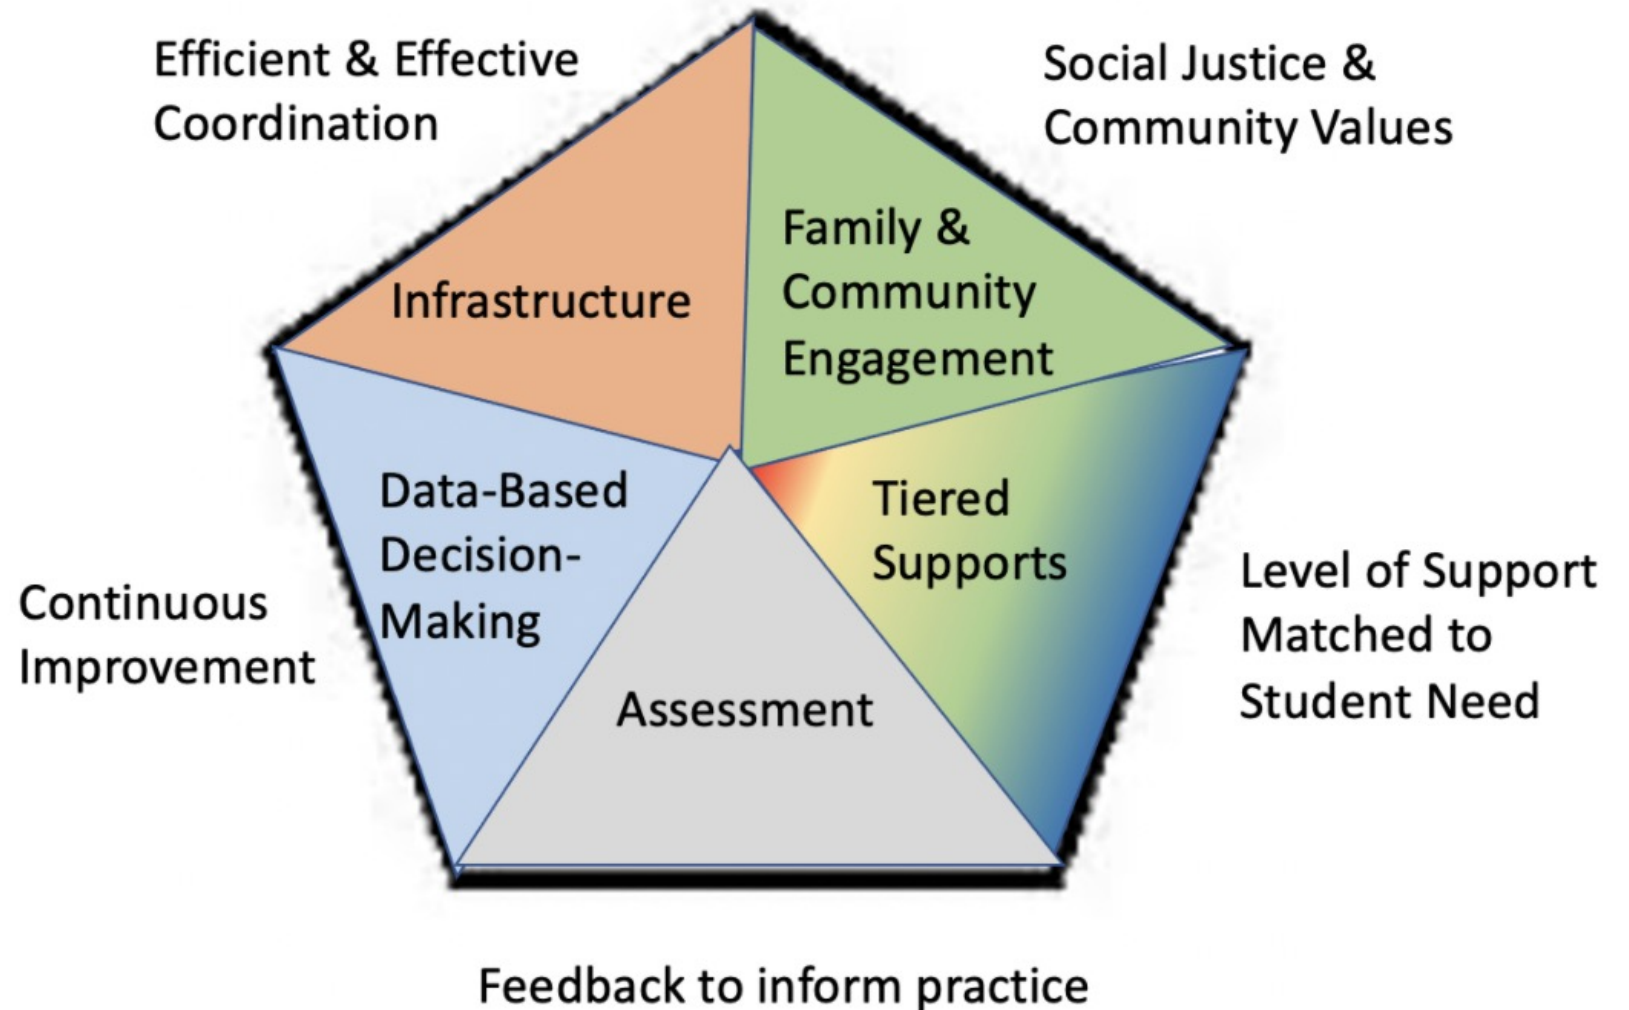 Efficient & Effective
Coordination
Social Justice &
Community Values
Infrastructure
Family &
Community
Engagement
Data-Based
Decision-
Making
Tiered
Supports
Continuous
Improvement
Level of Support
Matched to
Student Need
Assessment
Feedback to inform practice